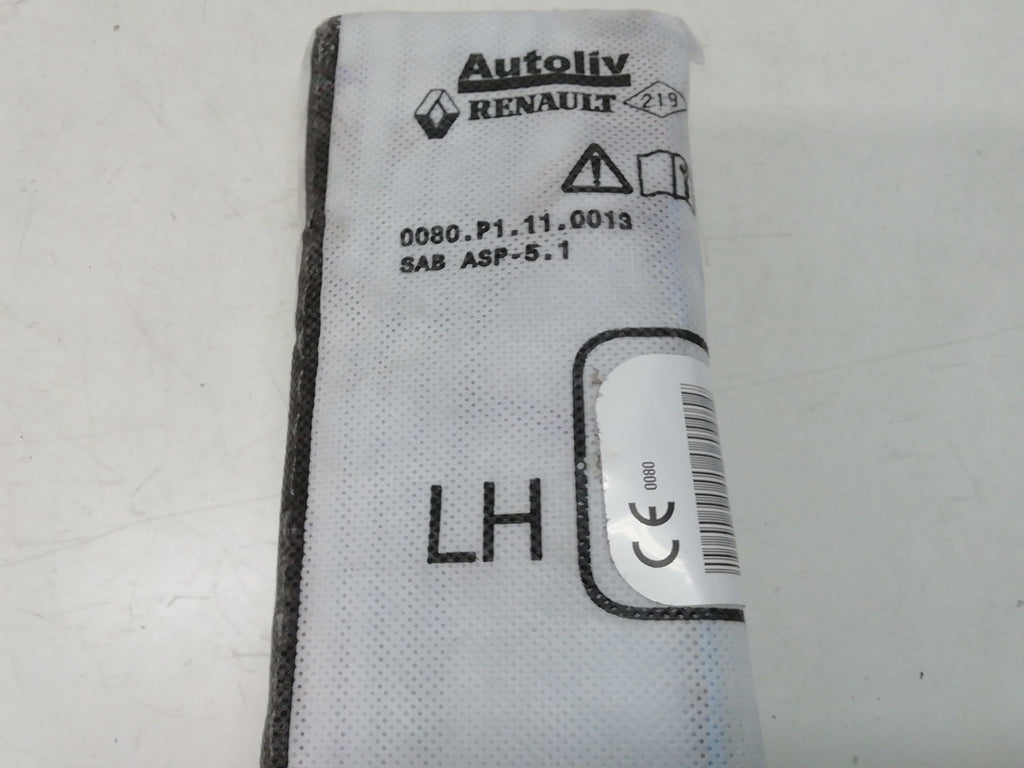 Autoliv
RENAULT 219
0080.P1.11.0013
SAB ASP-5.1
LH
CE 0080